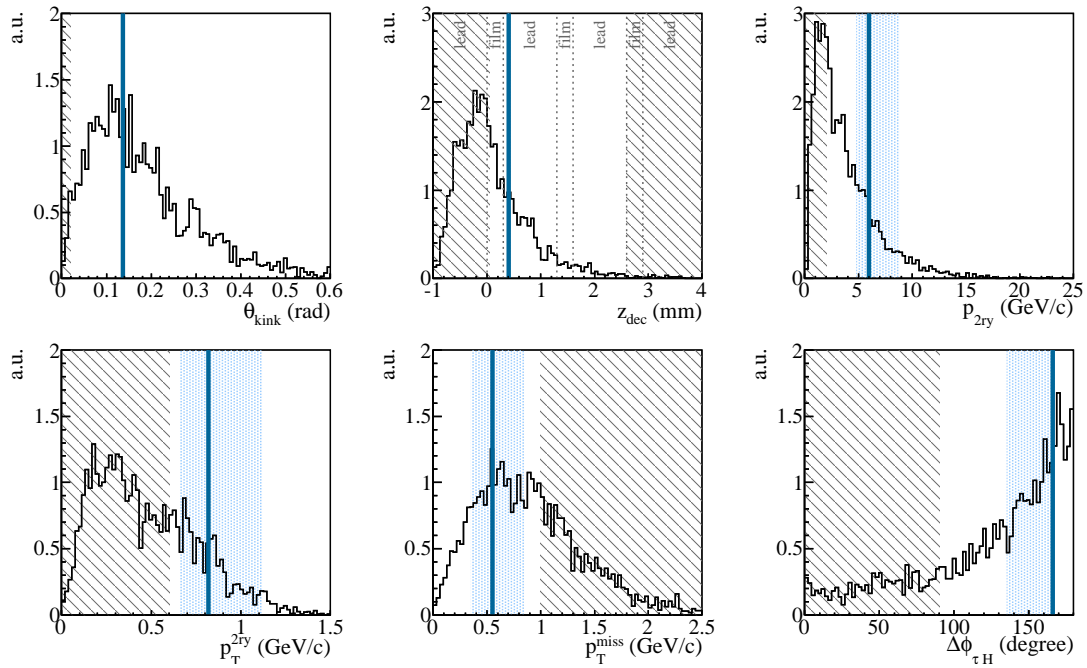 a.u.
2
1.5
1
0.5
0
0 0.1 0.2 0.3 0.4 0.5 0.6
θkink (rad)
a.u.
3
2
1
0
lead film lead film lead film lead
-1 0 1 2 3 4
zdec (mm)
a.u.
3
2
1
0
0 5 10 15 20 25
p2ry (GeV/c)
a.u.
2
1.5
1
0.5
0
0 0.5 1 1.5
pT2ry (GeV/c)
a.u.
2
1.5
1
0.5
0
0 0.5 1 1.5 2 2.5
pTmiss (GeV/c)
a.u.
2
1.5
1
0.5
0
0 50 100 150
Δϕτ H (degree)